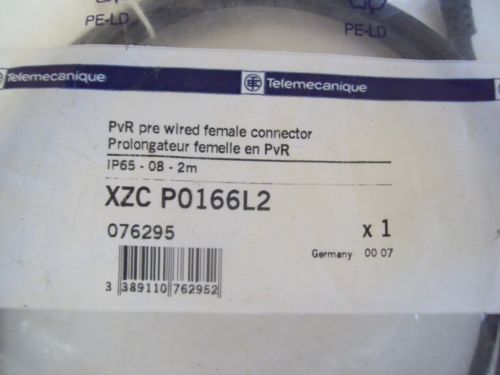 PE-LD
PE-LD
Telemecanique
Telemecanique
PvR pre wired female connector
Prolongateur femelle en PvR
IP65 - 08 - 2m
XZC P0166L2
076295
x 1
Germany 00 07
3 389110 762952